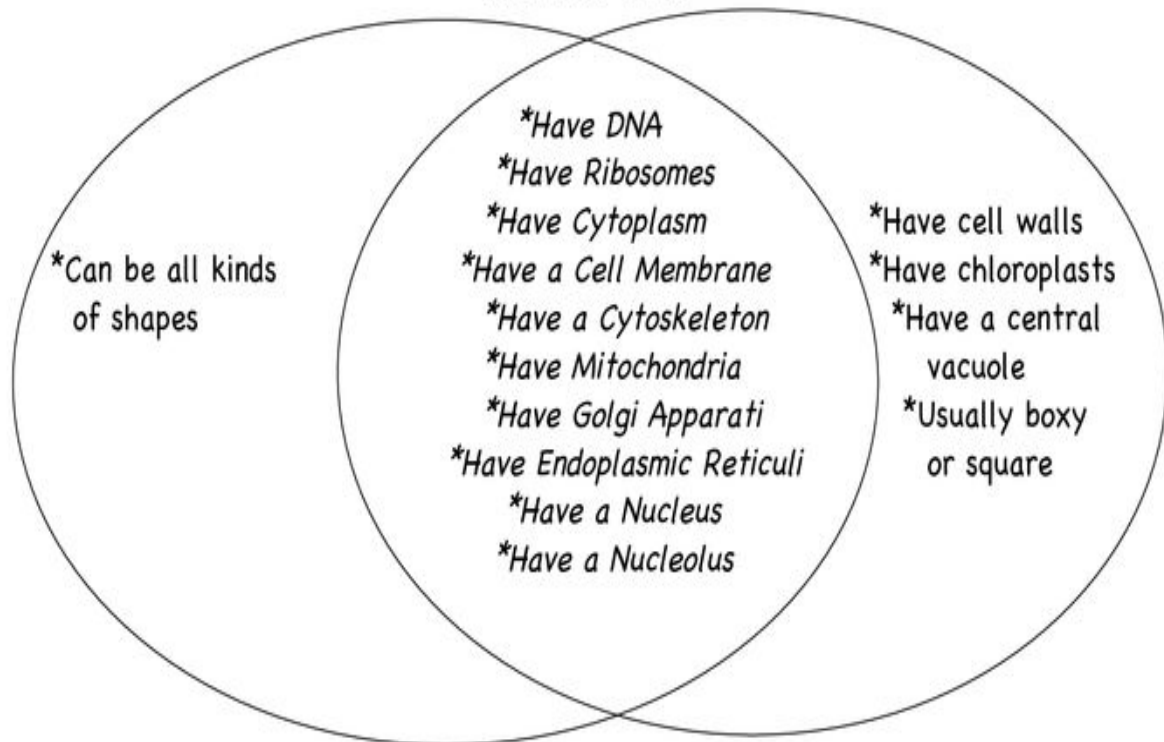 *Have DNA
*Have Ribosomes
*Have Cytoplasm
*Have a Cell Membrane
*Have a Cytoskeleton
*Have Mitochondria
*Have Golgi Apparati
*Have Endoplasmic Reticuli
*Have a Nucleus
*Have a Nucleolus
*Can be all kinds
of shapes
*Have cell walls
*Have chloroplasts
*Have a central
vacuole
*Usually boxy
or square